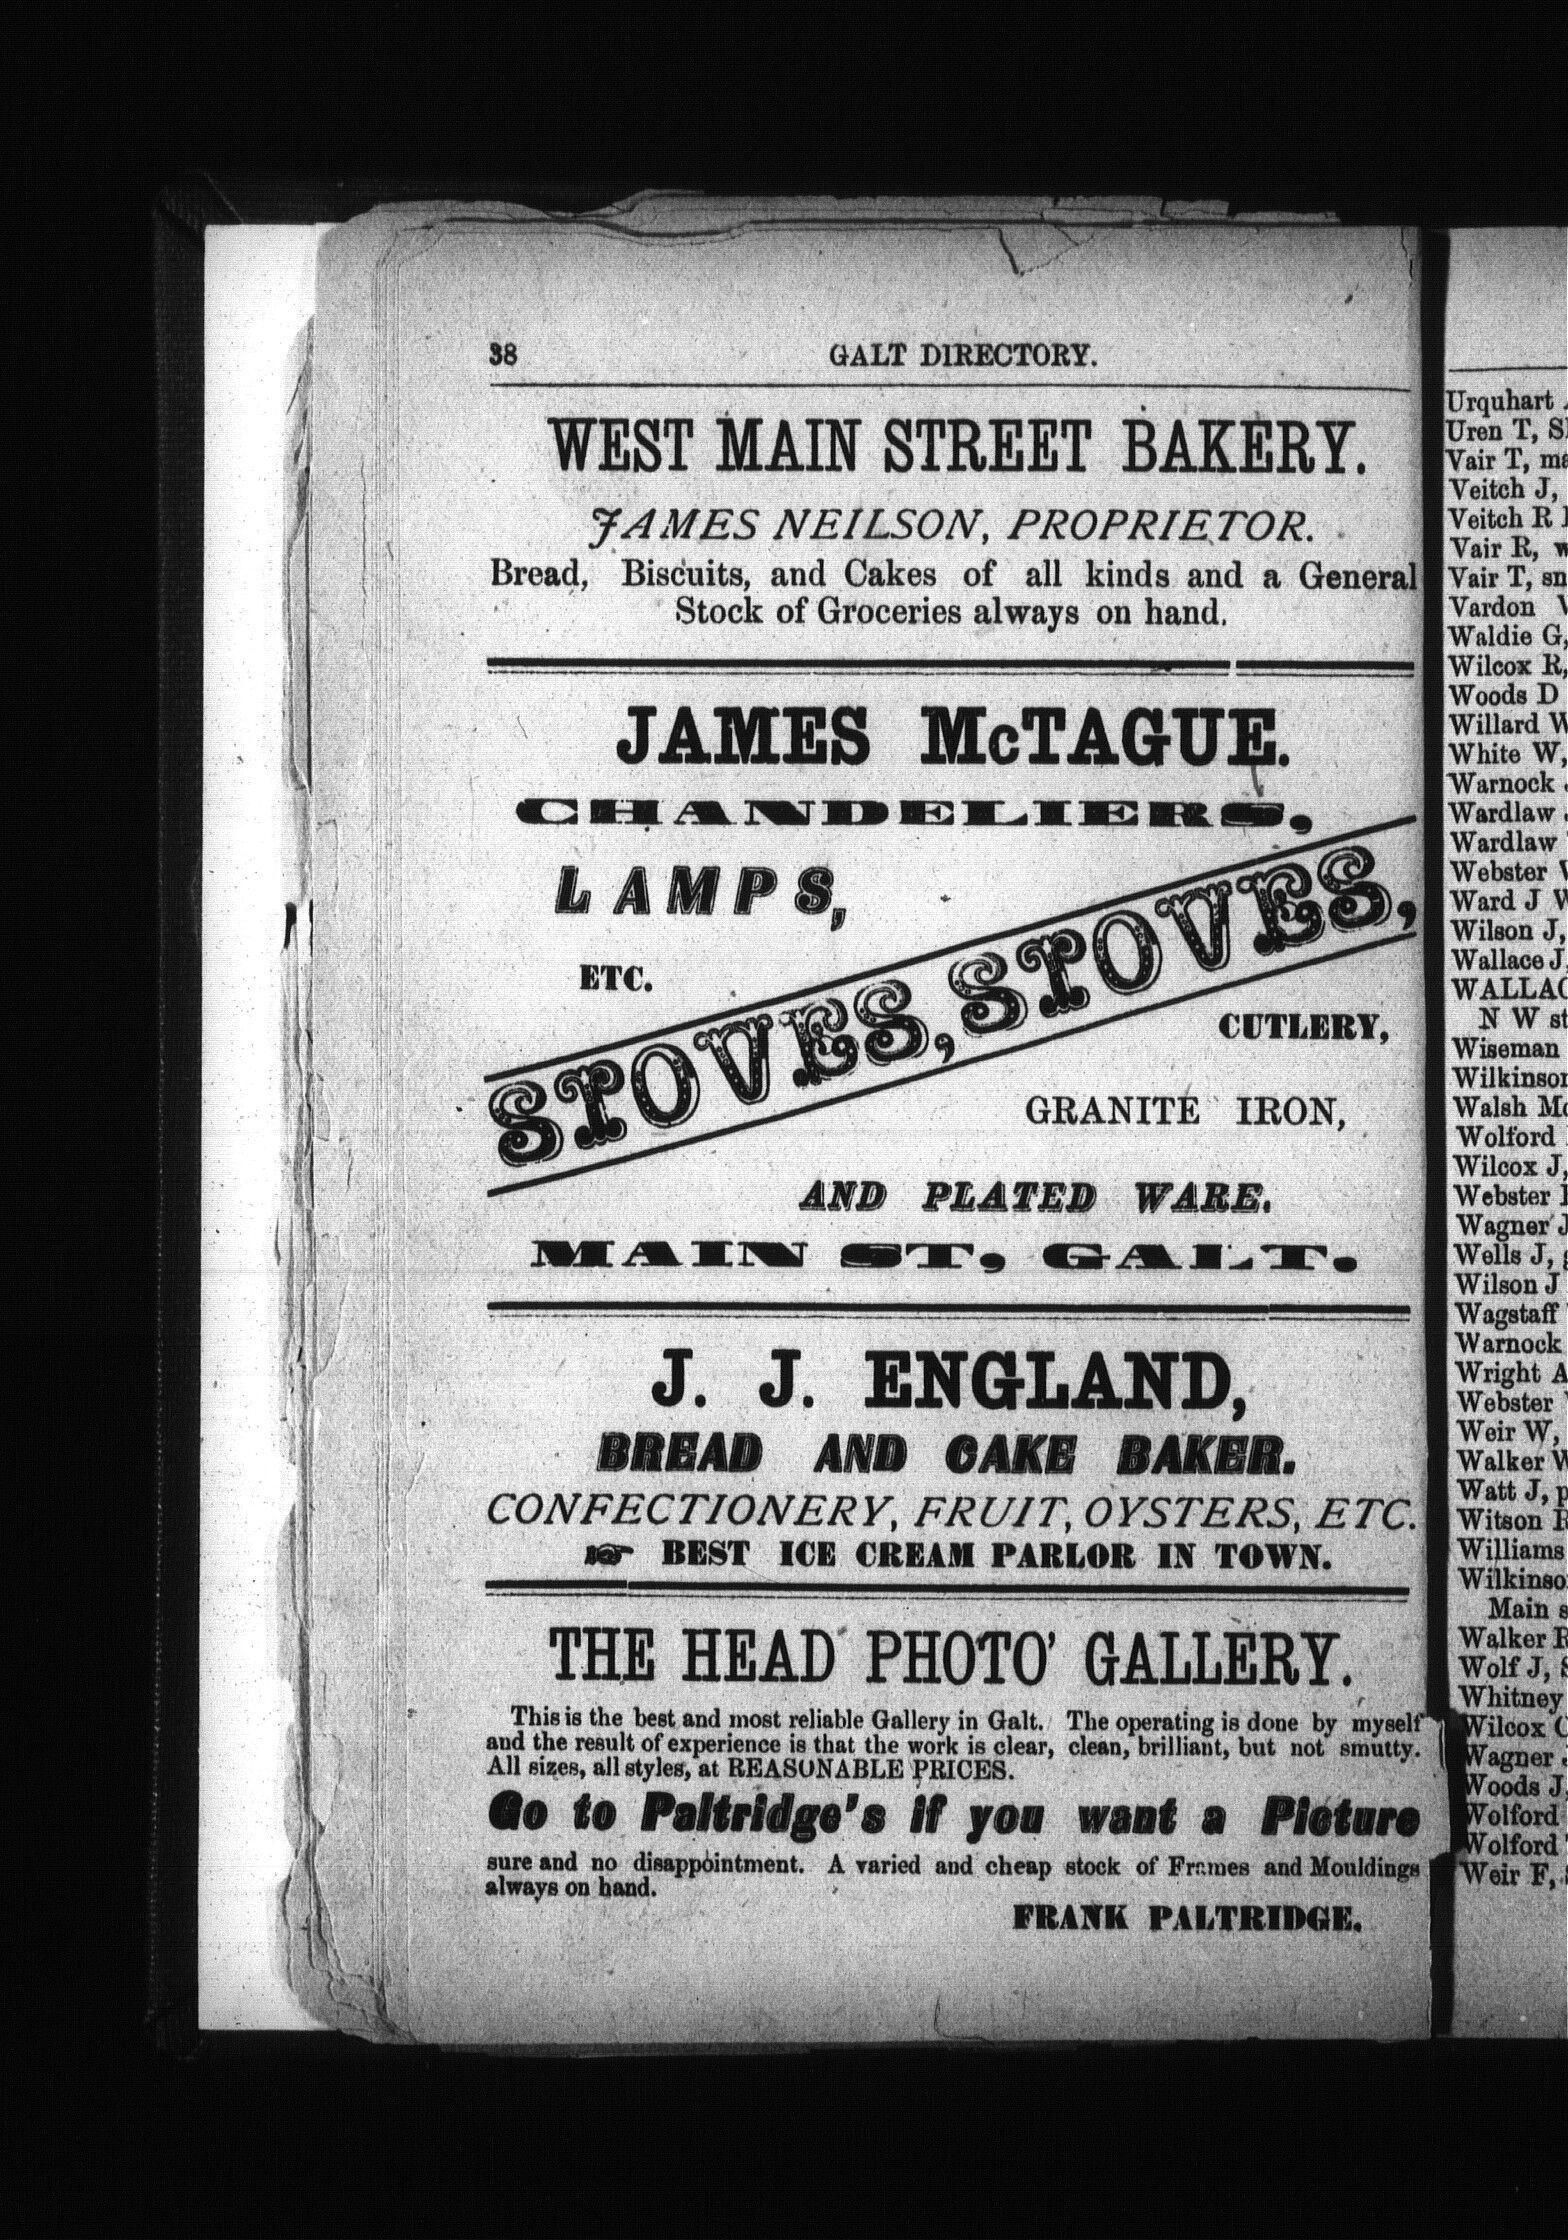 38
GALT DIRECTORY.
WEST MAIN STREET BAKERY.
JAMES NEILSON, PROPRIETOR.
Bread, Biscuits, and Cakes of all kinds and a General
Stock of Groceries always on hand.
JAMES McTAGUE.
CHANDELIERS,
LAMPS,
ETC.
STOVES, STOVES,
CUTLERY,
GRANITE IRON,
AND PLATED WARE.
MAIN ST, GALT.
J. J. ENGLAND,
BREAD AND CAKE BAKER.
CONFECTIONERY, FRUIT, OYSTERS, ETC.
☞ BEST ICE CREAM PARLOR IN TOWN.
THE HEAD PHOTO' GALLERY.
This is the best and most reliable Gallery in Galt. The operating is done by myself
and the result of experience is that the work is clear, clean, brilliant, but not smutty.
All sizes, all styles, at REASONABLE PRICES.
Go to Paltridge's if you want a Picture
sure and no disappointment. A varied and cheap stock of Frames and Mouldings
always on hand.
FRANK PALTRIDGE.
Urquhart
Uren T,
Vair T,
Veitch J,
Veitch R
Vair R,
Vair T,
Vardon
Waldie G,
Wilcox R,
Woods D
Willard W
White W,
Warnock
Wardlaw
Wardlaw
Webster
Ward J
Wilson J,
Wallace J
N W st
Wiseman
Wilkinson
Walsh
Wolford
Wilcox J,
Webster
Wagner J
Wells J,
Wilson J
Wagstaff
Warnock
Wright A
Webster
Weir W,
Walker W
Watt J,
Witson R
Williams
Main
Walker R
Wolf J,
Whitney
Wilcox
Wagner
Woods J
Wolford
Wolford
Weir F,